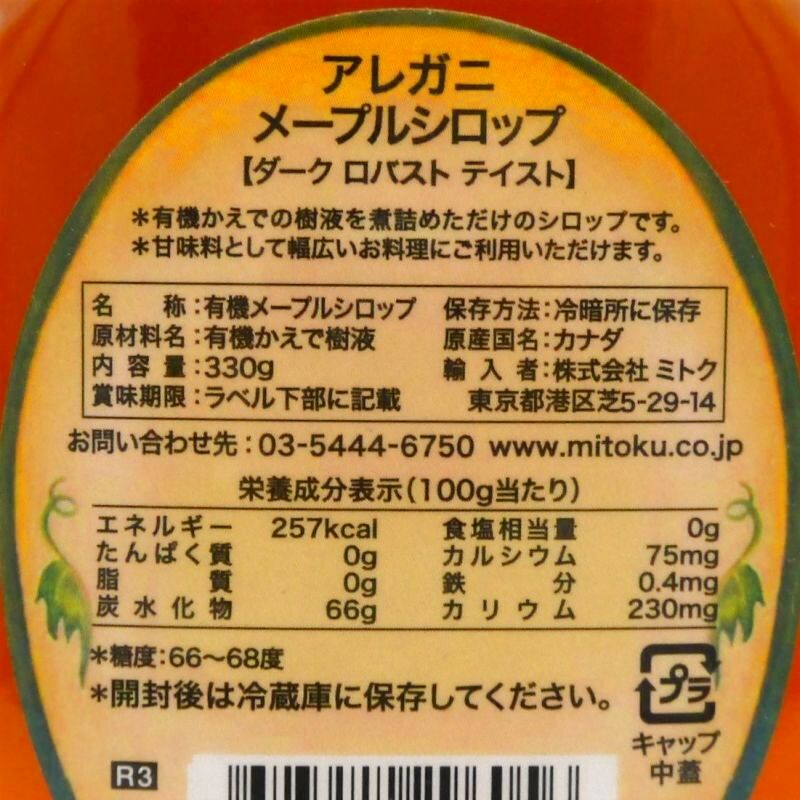 アレガニ
メープルシロップ
【ダーク ロバスト テイスト】
*有機かえでの樹液を煮詰めただけのシロップです。
*甘味料として幅広いお料理にご利用いただけます。
名称:有機メープルシロップ 保存方法:冷暗所に保存
原材料名:有機かえで樹液 原産国名:カナダ
内容量:330g 輸入者:株式会社 ミトク
賞味期限:ラベル下部に記載 東京都港区芝5-29-14
お問い合わせ先:03-5444-6750 www.mitoku.co.jp
栄養成分表示(100g当たり)
エネルギー 257kcal 食塩相当量 0g
たんぱく質 0g カルシウム 75mg
脂質 0g 鉄分 0.4mg
炭水化物 66g カリウム 230mg
*糖度:66〜68度
*開封後は冷蔵庫に保存してください。
プラ
キャップ
中蓋
R3